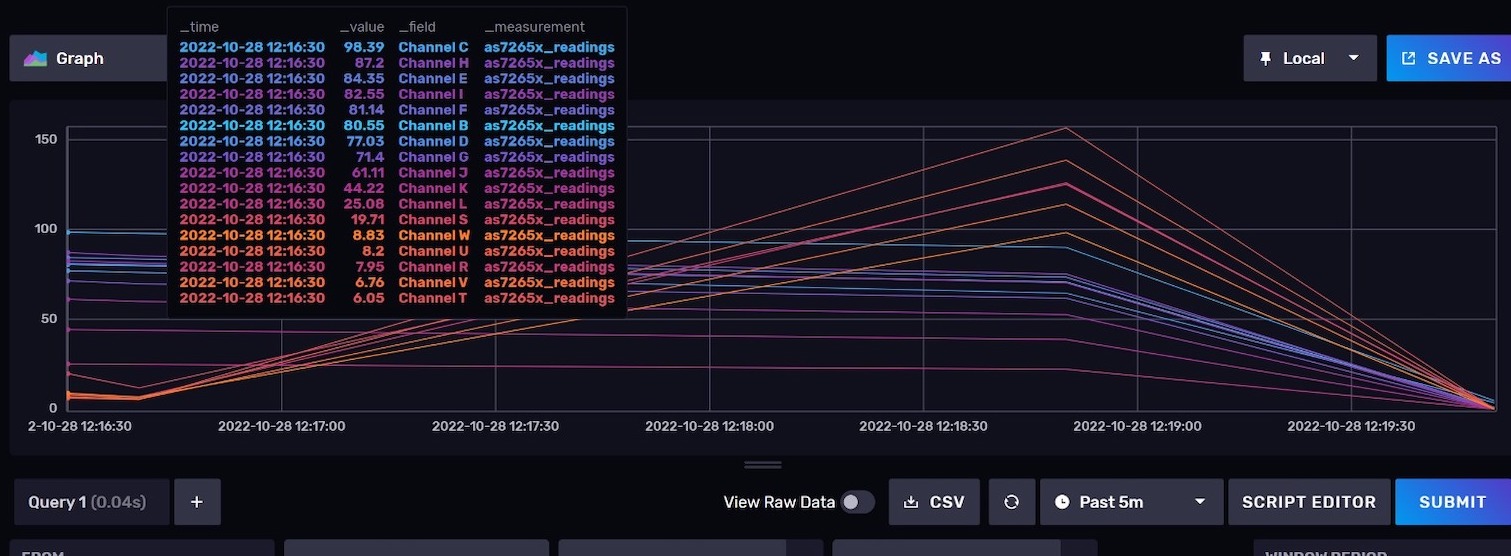 _time _value _field _measurement
2022-10-28 12:16:30 98.39 Channel C as7265x_readings
2022-10-28 12:16:30 87.2 Channel H as7265x_readings
2022-10-28 12:16:30 84.35 Channel E as7265x_readings
2022-10-28 12:16:30 82.55 Channel I as7265x_readings
2022-10-28 12:16:30 81.14 Channel F as7265x_readings
2022-10-28 12:16:30 80.55 Channel B as7265x_readings
2022-10-28 12:16:30 77.03 Channel D as7265x_readings
2022-10-28 12:16:30 71.4 Channel G as7265x_readings
2022-10-28 12:16:30 61.11 Channel J as7265x_readings
2022-10-28 12:16:30 44.22 Channel K as7265x_readings
2022-10-28 12:16:30 25.08 Channel L as7265x_readings
2022-10-28 12:16:30 19.71 Channel S as7265x_readings
2022-10-28 12:16:30 8.83 Channel W as7265x_readings
2022-10-28 12:16:30 8.2 Channel U as7265x_readings
2022-10-28 12:16:30 7.95 Channel R as7265x_readings
2022-10-28 12:16:30 6.76 Channel V as7265x_readings
2022-10-28 12:16:30 6.05 Channel T as7265x_readings
Graph
Local
SAVE AS
150
100
50
0
2-10-28 12:16:30 2022-10-28 12:17:00 2022-10-28 12:17:30 2022-10-28 12:18:00 2022-10-28 12:18:30 2022-10-28 12:19:00 2022-10-28 12:19:30
Query 1 (0.04s)
+
View Raw Data
CSV
Past 5m
SCRIPT EDITOR
SUBMIT
FROM
WINDOW PERIOD